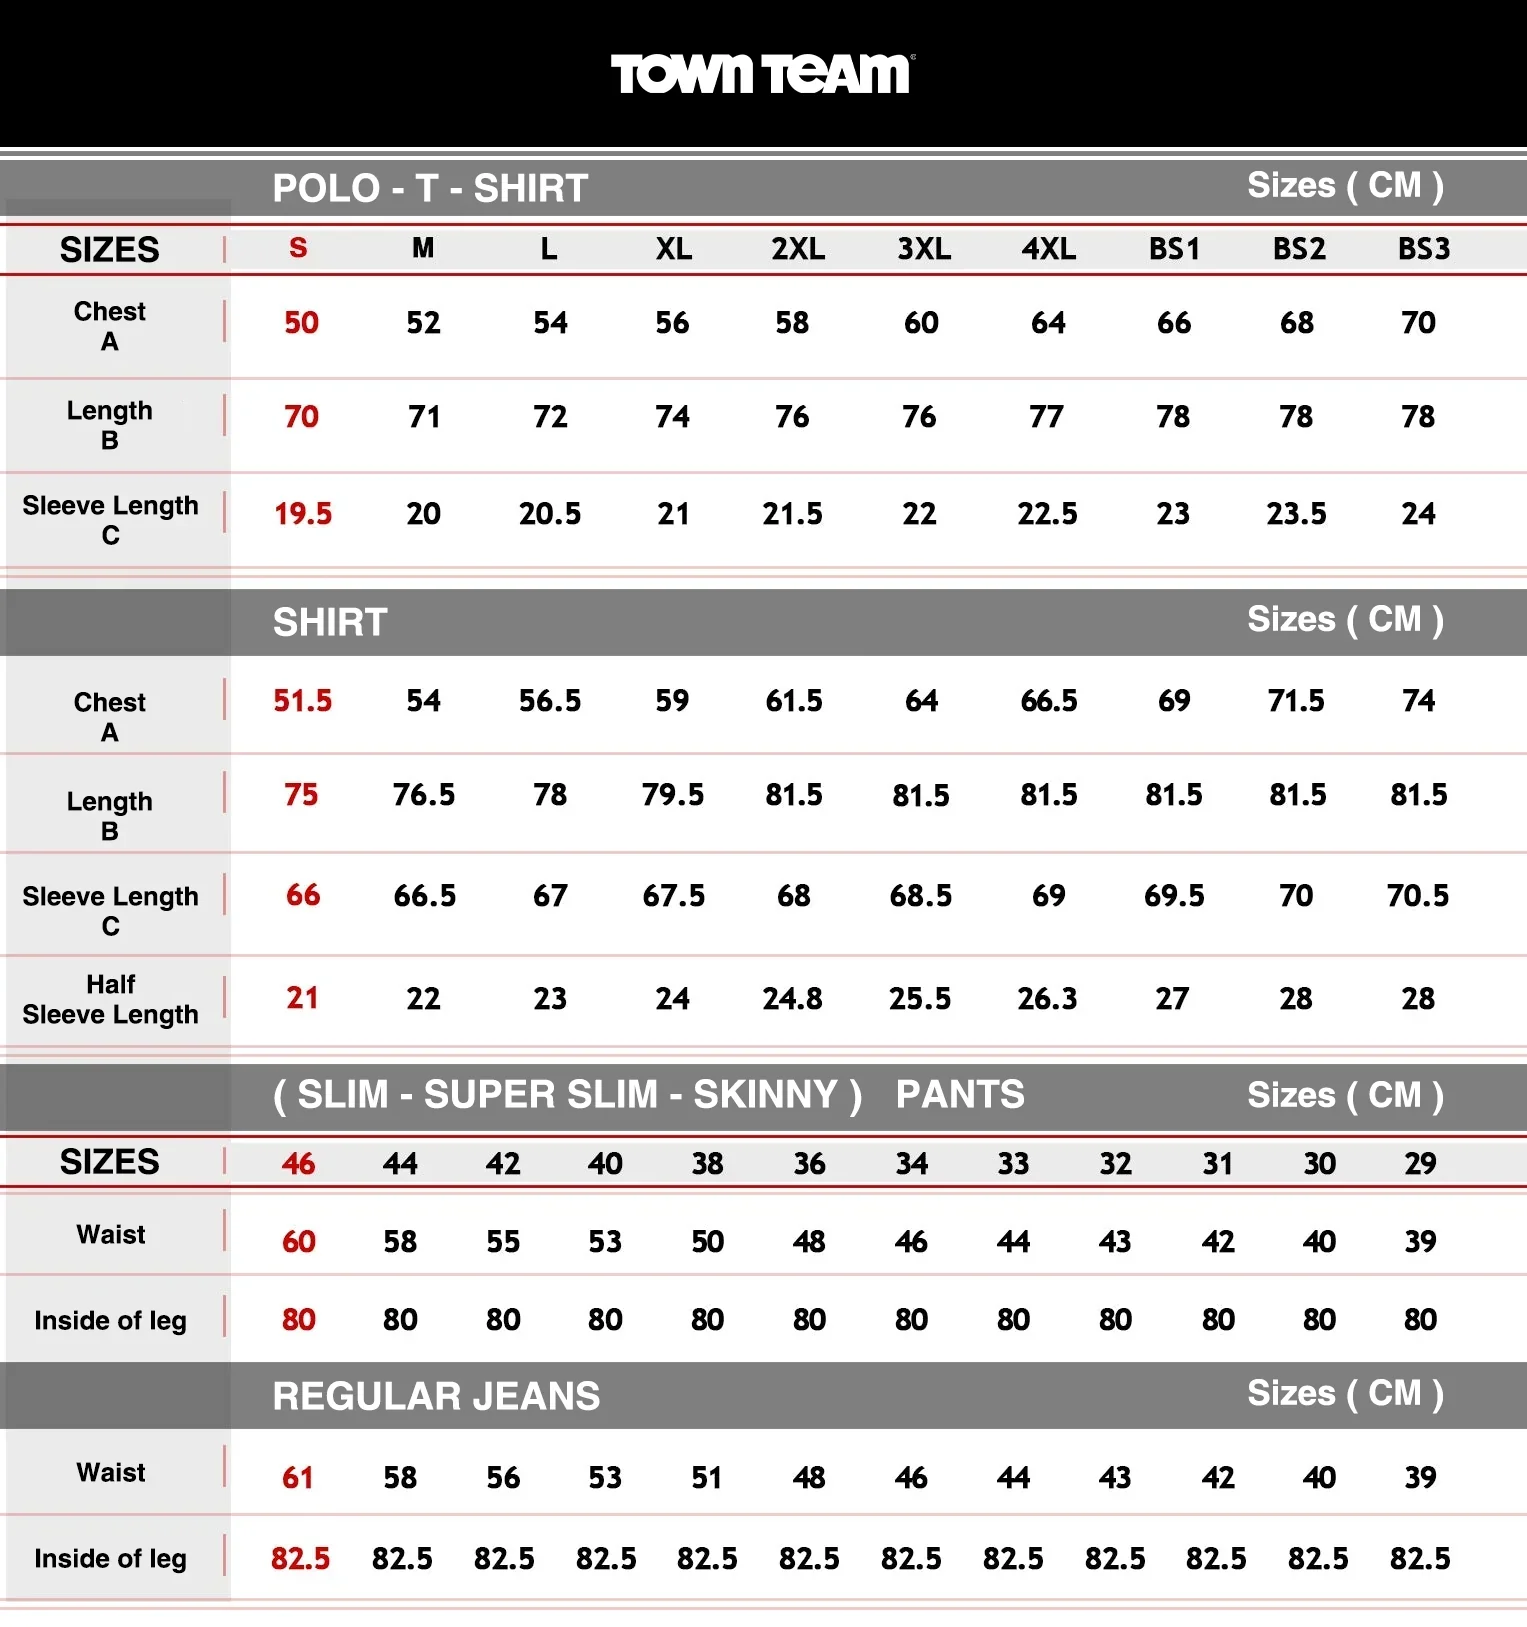 TOWN TEAM
POLO - T - SHIRT Sizes ( CM )
SIZES S M L XL 2XL 3XL 4XL BS1 BS2 BS3
Chest
A
50 52 54 56 58 60 64 66 68 70
Length
B
70 71 72 74 76 76 77 78 78 78
Sleeve Length
C
19.5 20 20.5 21 21.5 22 22.5 23 23.5 24
SHIRT Sizes ( CM )
Chest
A
51.5 54 56.5 59 61.5 64 66.5 69 71.5 74
Length
B
75 76.5 78 79.5 81.5 81.5 81.5 81.5 81.5 81.5
Sleeve Length
C
66 66.5 67 67.5 68 68.5 69 69.5 70 70.5
Half
Sleeve Length
21 22 23 24 24.8 25.5 26.3 27 28 28
( SLIM - SUPER SLIM - SKINNY ) PANTS Sizes ( CM )
SIZES 46 44 42 40 38 36 34 33 32 31 30 29
Waist 60 58 55 53 50 48 46 44 43 42 40 39
Inside of leg 80 80 80 80 80 80 80 80 80 80 80 80
REGULAR JEANS Sizes ( CM )
Waist 61 58 56 53 51 48 46 44 43 42 40 39
Inside of leg 82.5 82.5 82.5 82.5 82.5 82.5 82.5 82.5 82.5 82.5 82.5 82.5